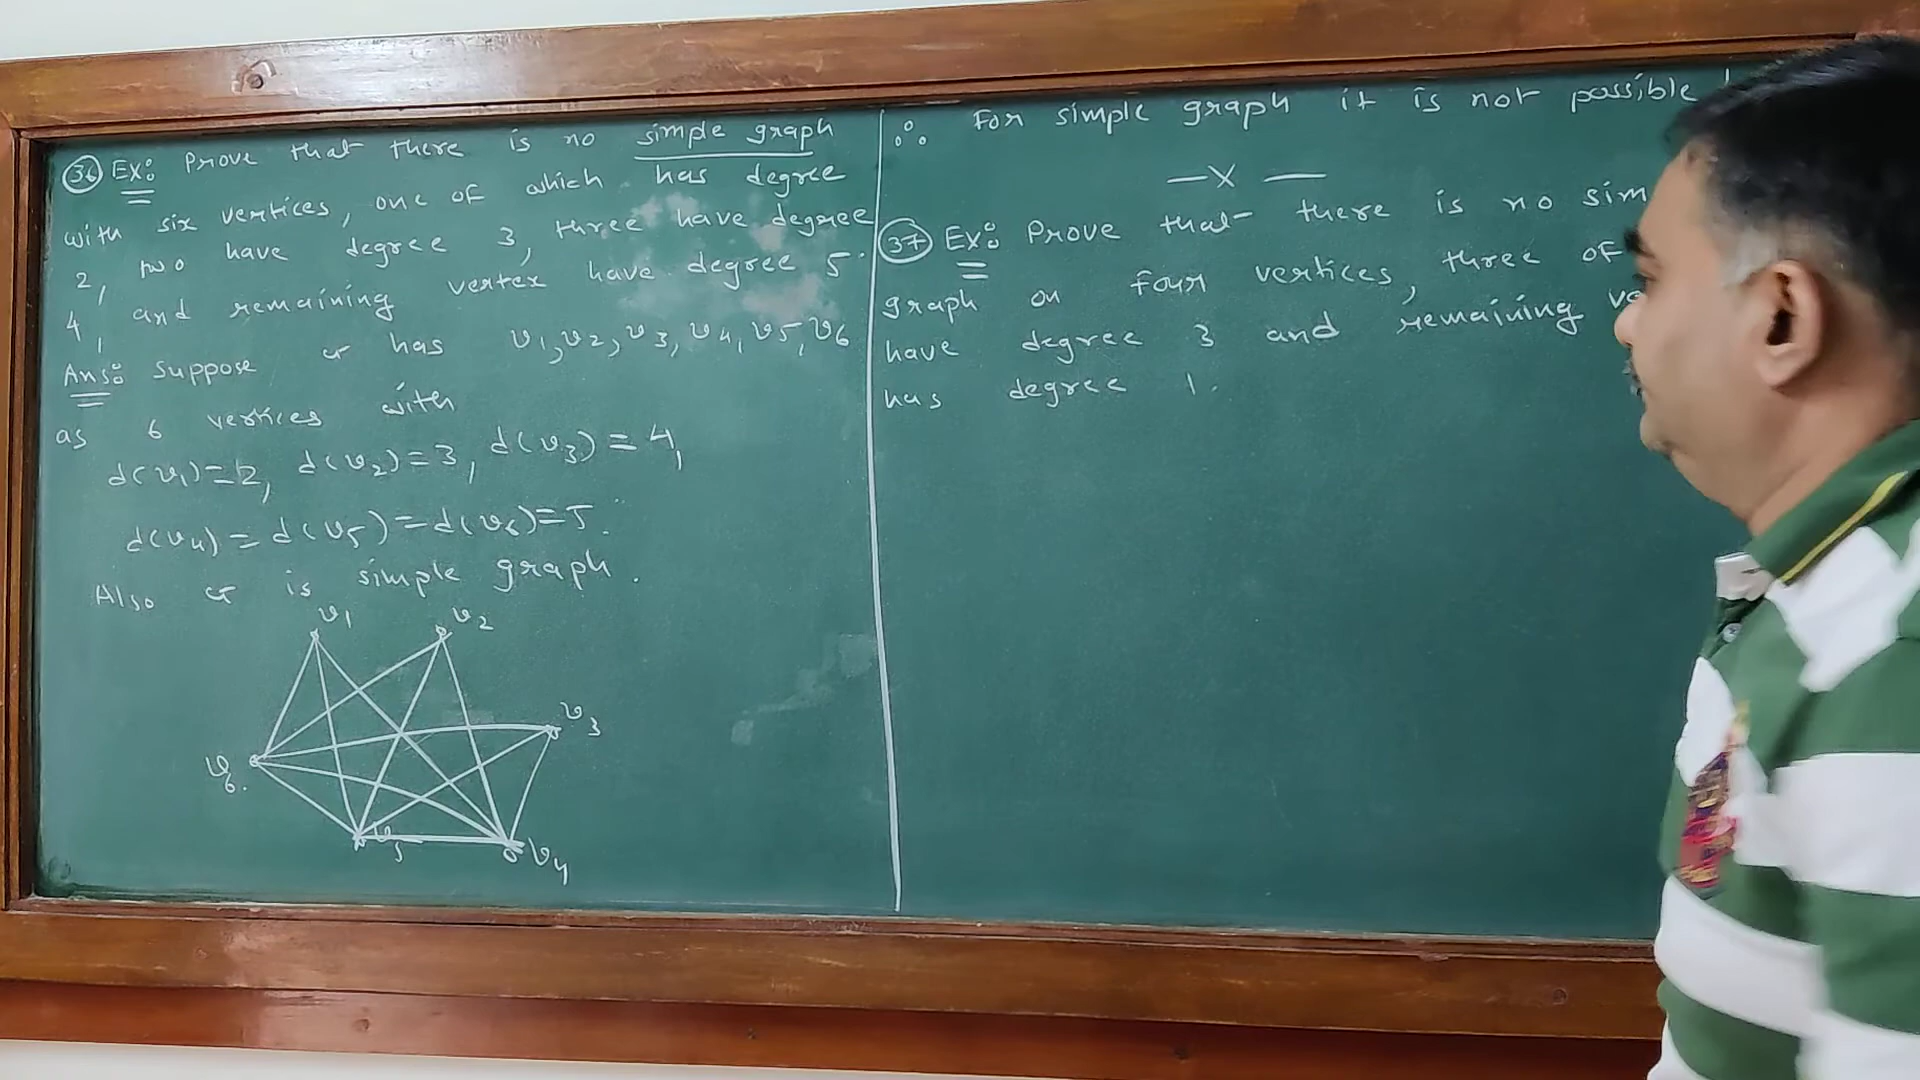 36 Ex: Prove that there is no simple graph
with six vertices, one of which has degree
2, two have degree 3, three have degree
4, and remaining vertex have degree 5.
Ans: Suppose G has v1, v2, v3, v4, v5, v6
as 6 vertices with
d(v1)=2, d(v2)=3, d(v3)=4,
d(v4)=d(v5)=d(v6)=5.
Also G is simple graph.
v1 v2
v3
v6.
v5 v4
∴ For simple graph it is not possible
—X—
37 Ex: Prove that there is no sim
graph on four vertices, three of
have degree 3 and remaining ve
has degree 1.